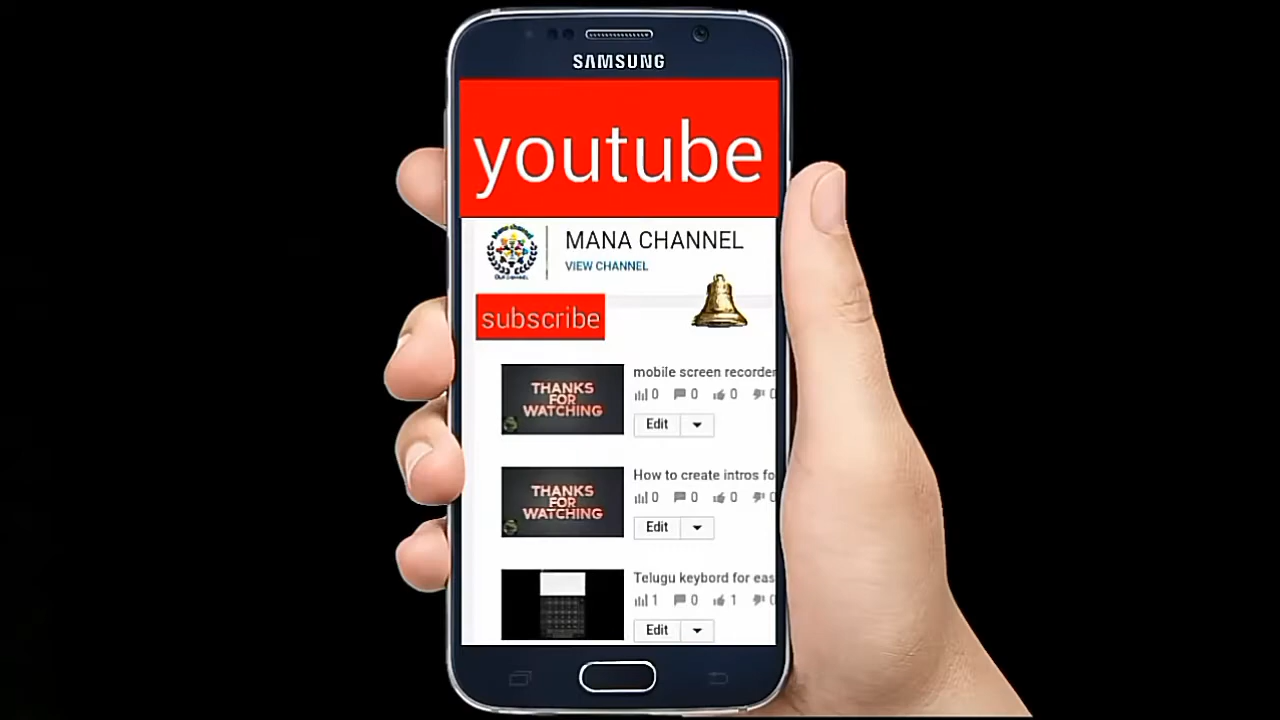 SAMSUNG
youtube
Mana channel
MANA CHANNEL
VIEW CHANNEL
subscribe
THANKS
FOR
WATCHING
mobile screen recorder
0 0 0 0
Edit
THANKS
FOR
WATCHING
How to create intros fo
0 0 0 0
Edit
Telugu keybord for eas
1 0 1 0
Edit